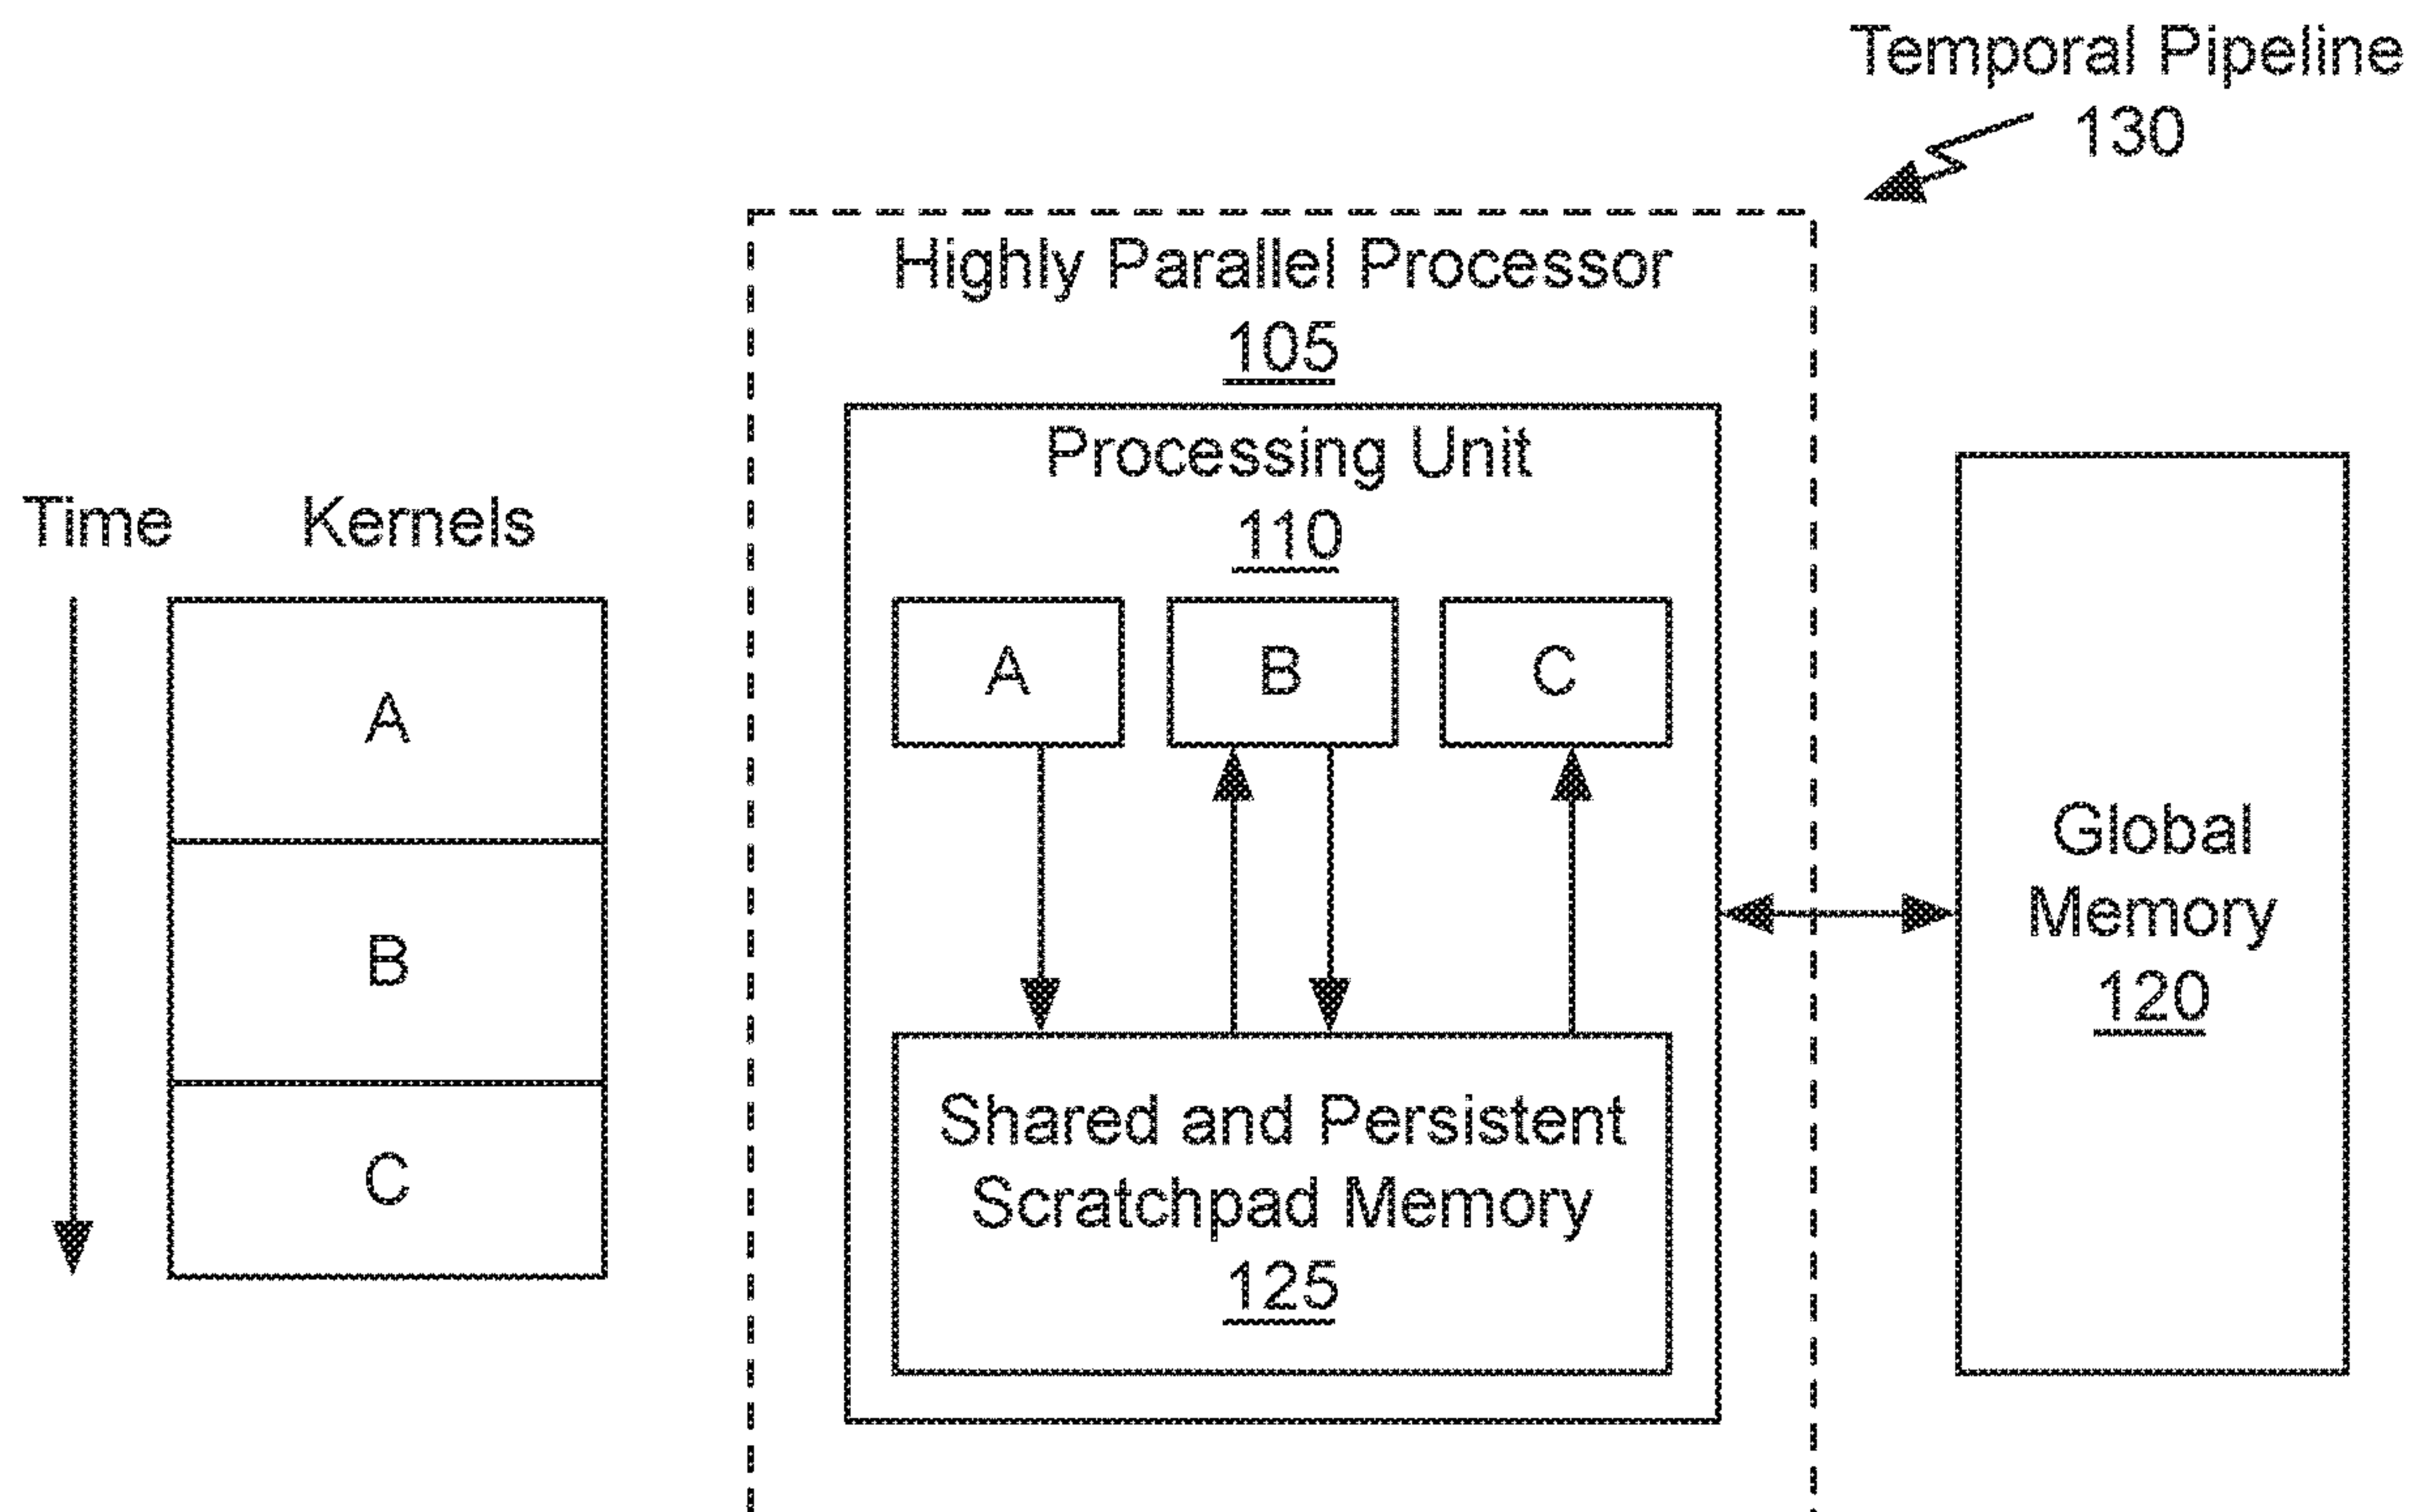 Temporal Pipeline
130
Highly Parallel Processor
105
Processing Unit
110
Time
Kernels
A
B
C
A
B
C
Shared and Persistent
Scratchpad Memory
125
Global
Memory
120